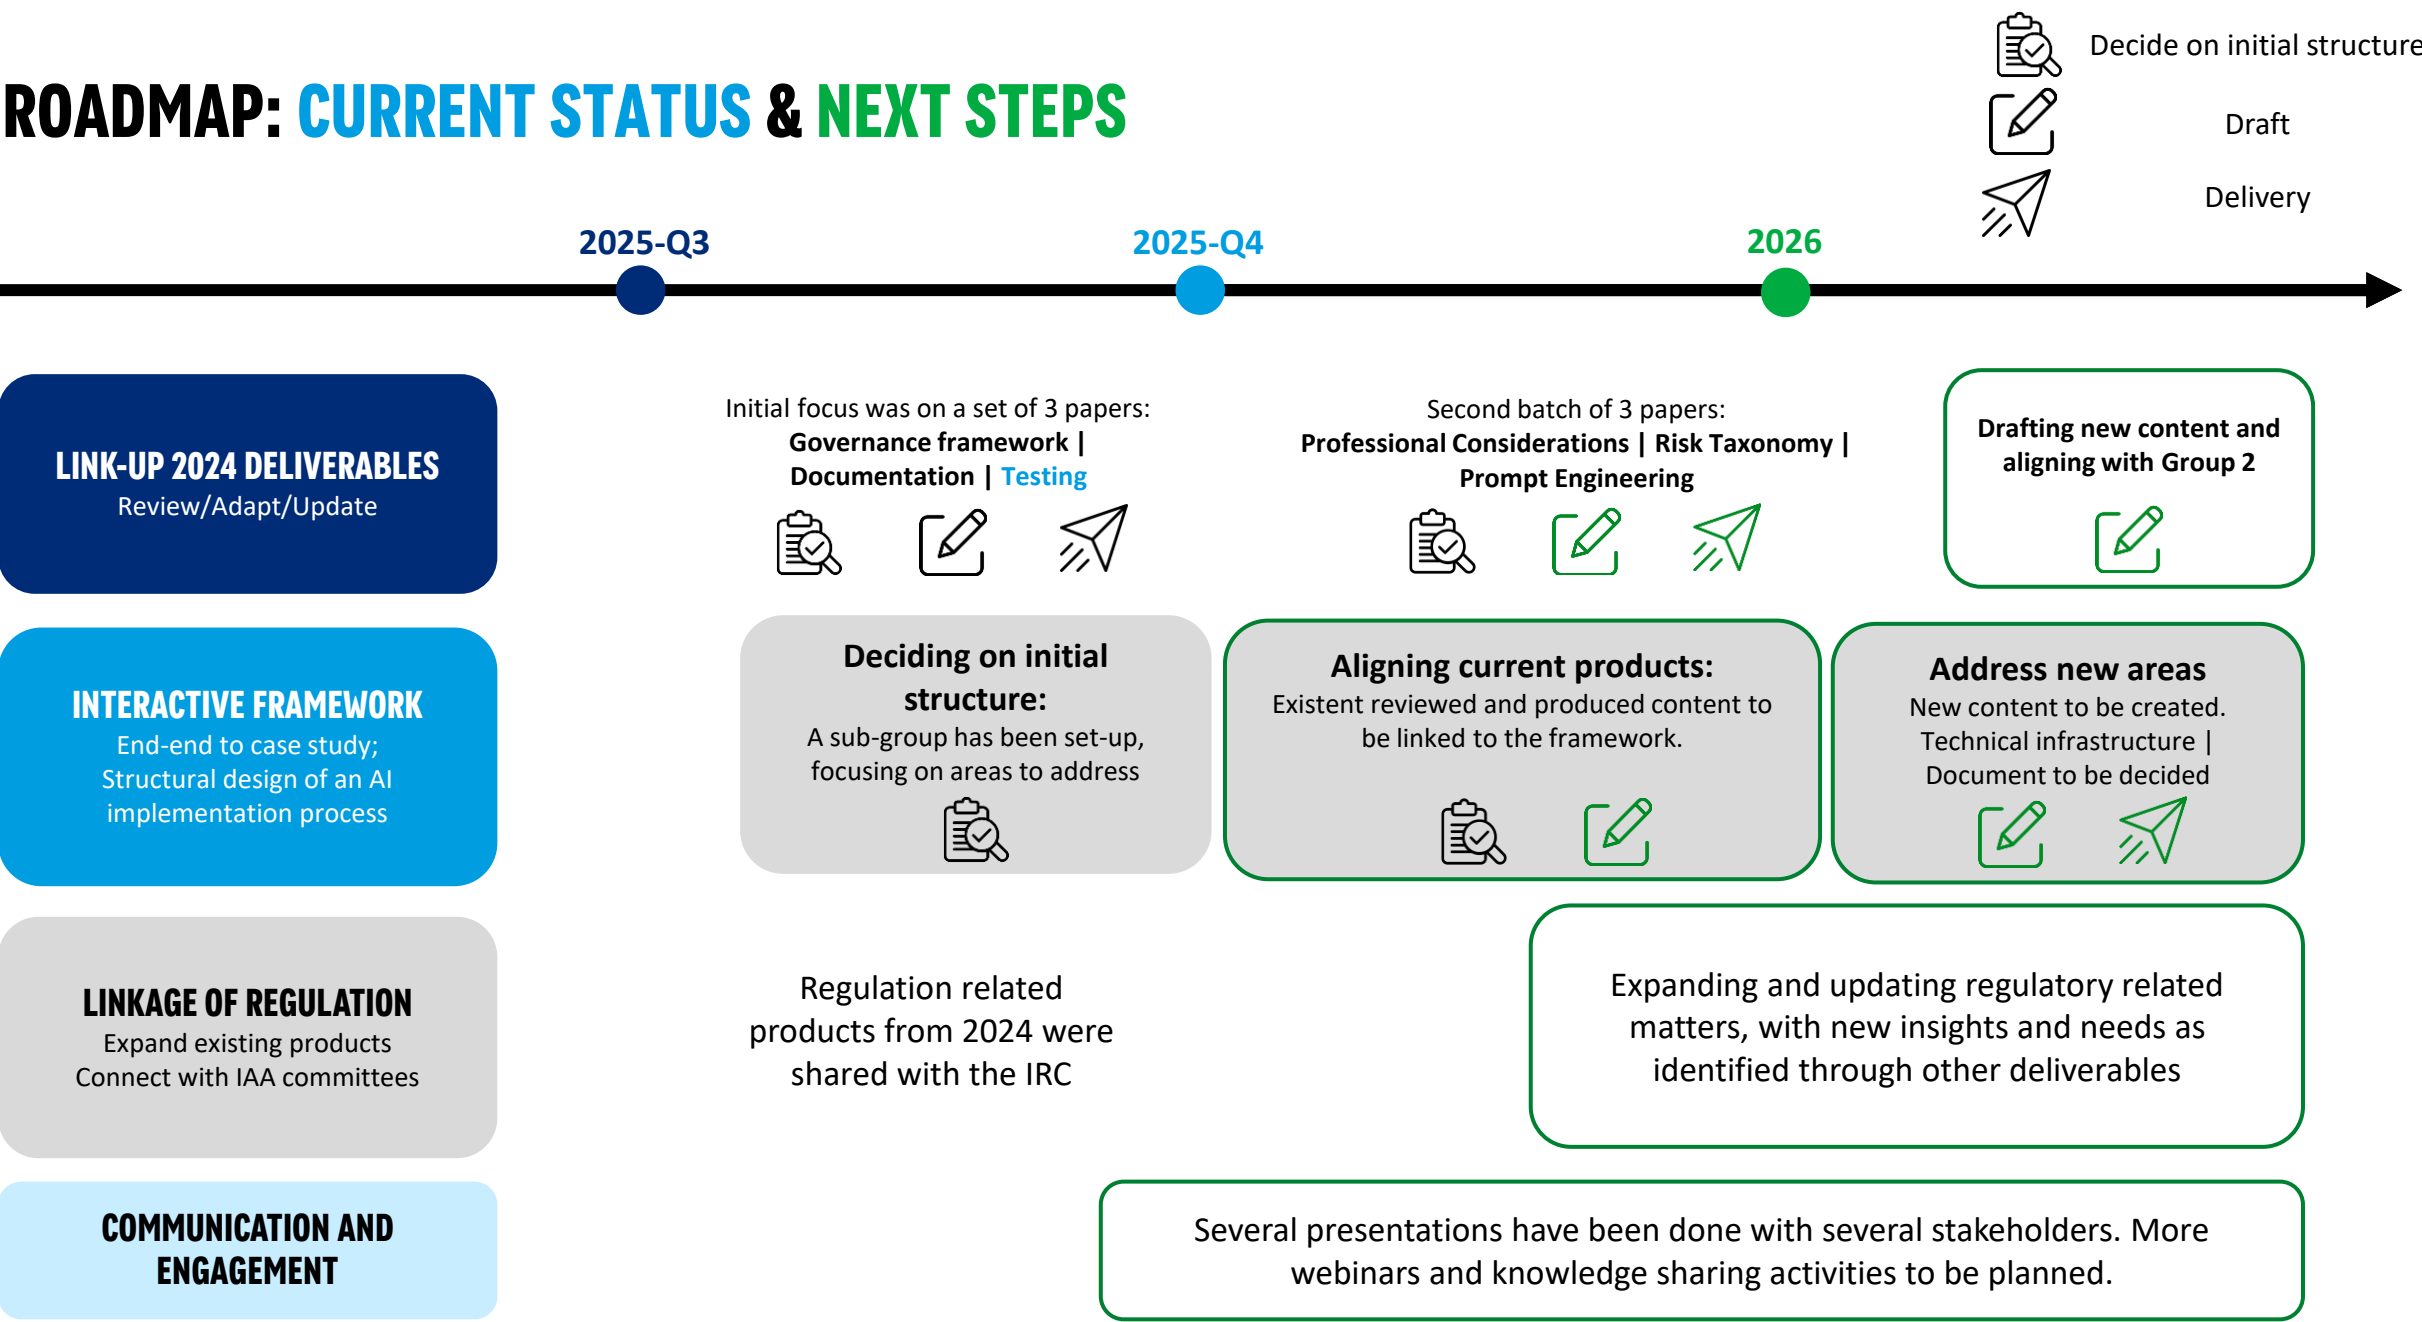 Decide on initial structure
ROADMAP: CURRENT STATUS & NEXT STEPS
Draft
Delivery
2025-Q3
2025-Q4
2026
LINK-UP 2024 DELIVERABLES
Review/Adapt/Update
Initial focus was on a set of 3 papers:
Governance framework |
Documentation | Testing
Second batch of 3 papers:
Professional Considerations | Risk Taxonomy |
Prompt Engineering
Drafting new content and
aligning with Group 2
INTERACTIVE FRAMEWORK
End-end to case study;
Structural design of an AI
implementation process
Deciding on initial
structure:
A sub-group has been set-up,
focusing on areas to address
Aligning current products:
Existent reviewed and produced content to
be linked to the framework.
Address new areas
New content to be created.
Technical infrastructure |
Document to be decided
LINKAGE OF REGULATION
Expand existing products
Connect with IAA committees
Regulation related
products from 2024 were
shared with the IRC
Expanding and updating regulatory related
matters, with new insights and needs as
identified through other deliverables
COMMUNICATION AND
ENGAGEMENT
Several presentations have been done with several stakeholders. More
webinars and knowledge sharing activities to be planned.